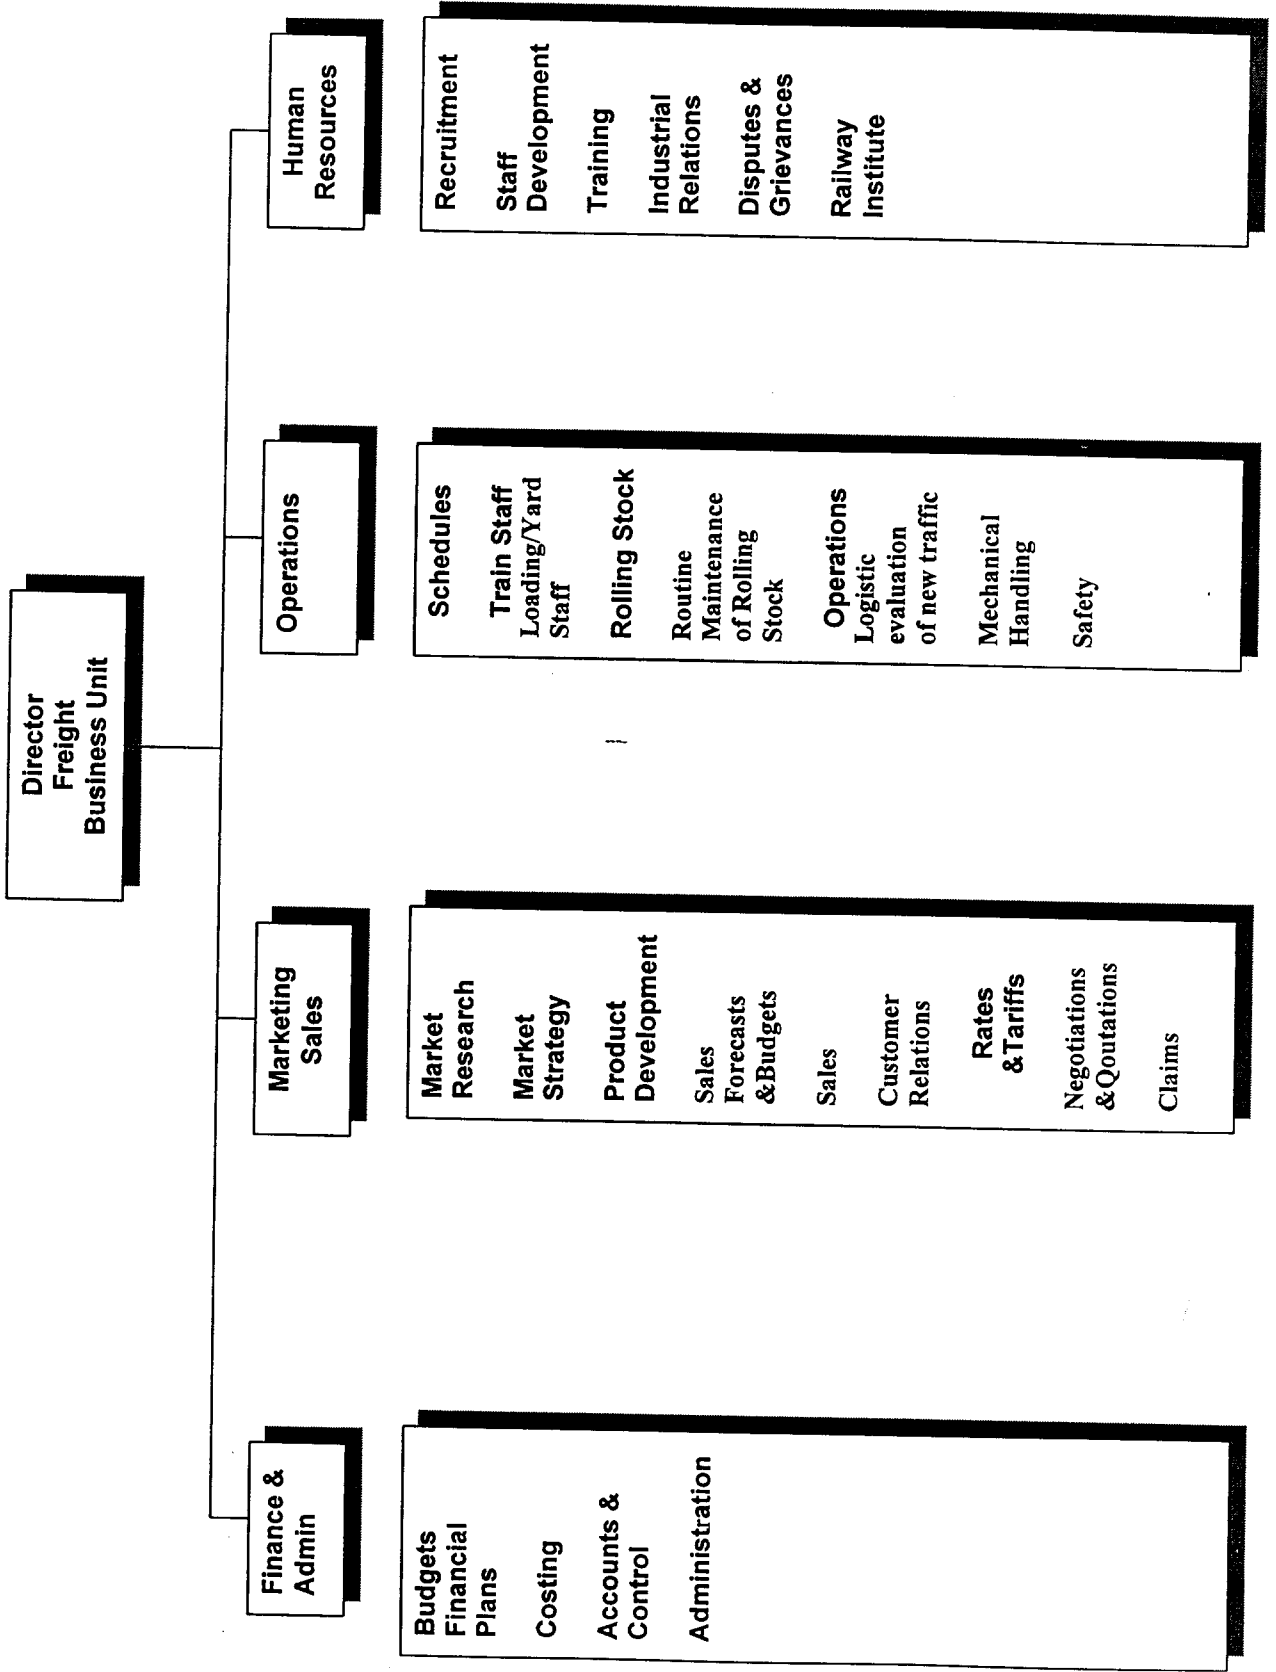 Director
Freight
Business Unit
Finance &
Admin
Marketing
Sales
Operations
Human
Resources
Budgets
Financial
Plans
Costing
Accounts &
Control
Administration
Market
Research
Market
Strategy
Product
Development
Sales
Forecasts
&Budgets
Sales
Customer
Relations
Rates
&Tariffs
Negotiations
&Qoutations
Claims
Schedules
Train Staff
Loading/Yard
Staff
Rolling Stock
Routine
Maintenance
of Rolling
Stock
Operations
Logistic
evaluation
of new traffic
Mechanical
Handling
Safety
Recruitment
Staff
Development
Training
Industrial
Relations
Disputes &
Grievances
Railway
Institute